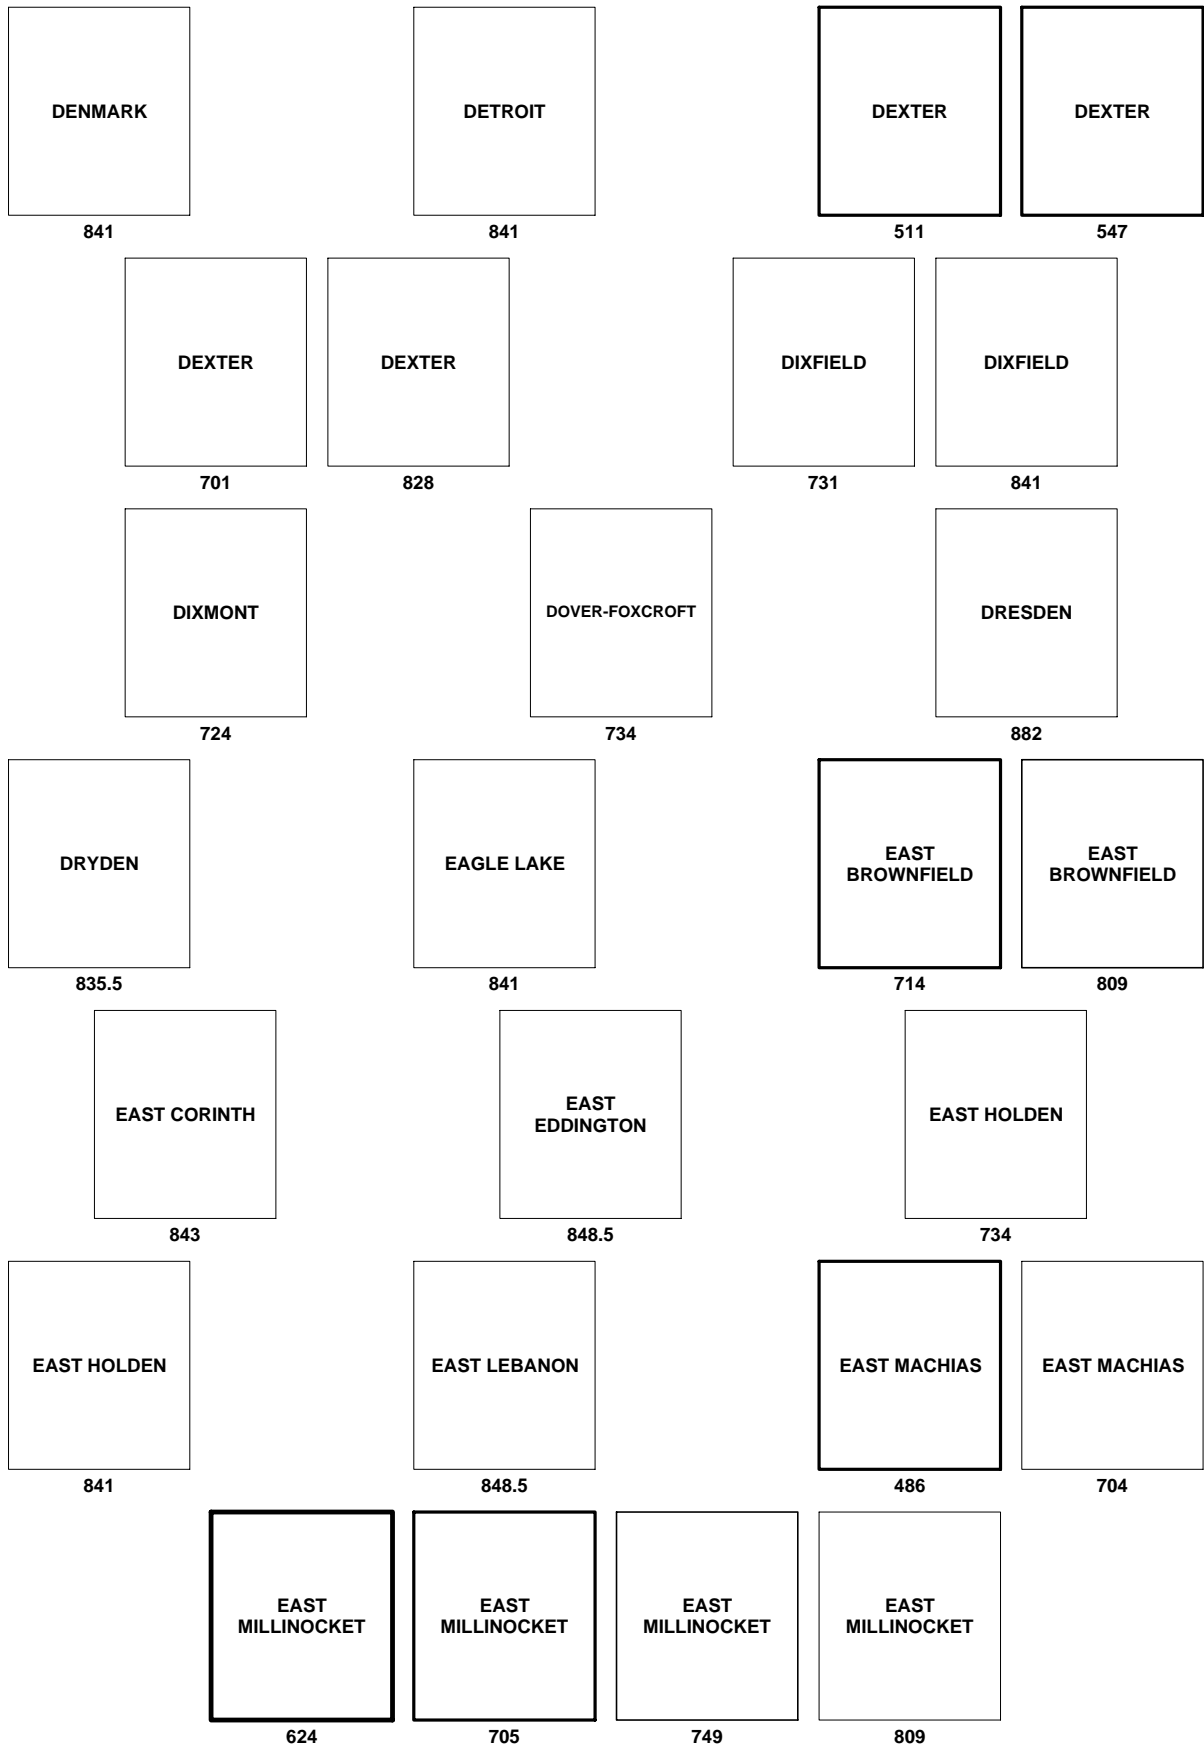 DENMARK
DETROIT
DEXTER
DEXTER
841
841
511
547
DEXTER
DEXTER
DIXFIELD
DIXFIELD
701
828
731
841
DIXMONT
DOVER-FOXCROFT
DRESDEN
724
734
882
DRYDEN
EAGLE LAKE
EAST
BROWNFIELD
EAST
BROWNFIELD
835.5
841
714
809
EAST CORINTH
EAST
EDDINGTON
EAST HOLDEN
843
848.5
734
EAST HOLDEN
EAST LEBANON
EAST MACHIAS
EAST MACHIAS
841
848.5
486
704
EAST
MILLINOCKET
EAST
MILLINOCKET
EAST
MILLINOCKET
EAST
MILLINOCKET
624
705
749
809